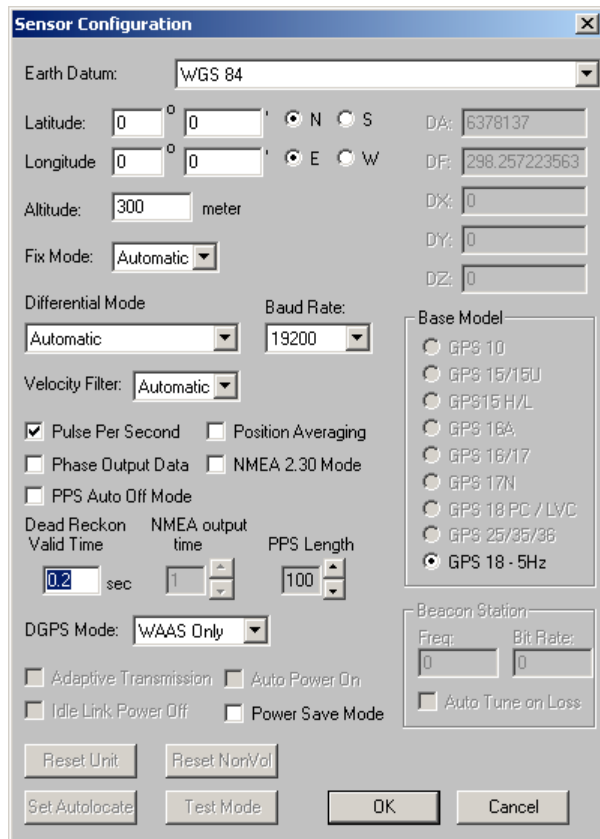 Sensor Configuration
Earth Datum: WGS 84
Latitude: 0 ° 0 ' N S
Longitude 0 ° 0 ' E W
Altitude: 300 meter
Fix Mode: Automatic
DA: 6378137
DF: 298.257223563
DX: 0
DY: 0
DZ: 0
Differential Mode
Automatic
Baud Rate:
19200
Velocity Filter: Automatic
Pulse Per Second Position Averaging
Phase Output Data NMEA 2.30 Mode
PPS Auto Off Mode
Dead Reckon
Valid Time
0.2 sec
NMEA output
time
1
PPS Length
100
DGPS Mode: WAAS Only
Adaptive Transmission Auto Power On
Idle Link Power Off Power Save Mode
Base Model
GPS 10
GPS 15/15U
GPS15 H/L
GPS 16A
GPS 16/17
GPS 17N
GPS 18 PC / LVC
GPS 25/35/36
GPS 18 - 5Hz
Beacon Station
Freq: Bit Rate:
0 0
Auto Tune on Loss
Reset Unit Reset NonVol
Set Autolocate Test Mode OK Cancel